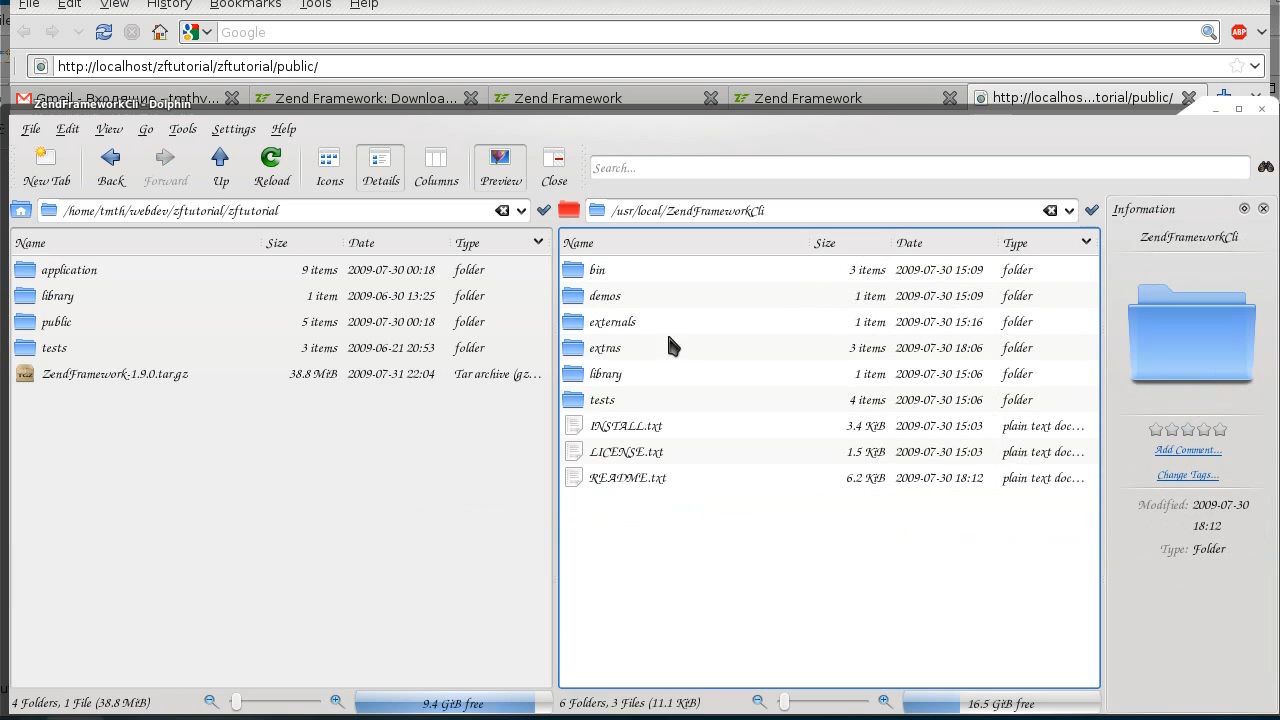 File Edit View History Bookmarks Tools Help
Google
ABP
http://localhost/zftutorial/zftutorial/public/
Gmail - Входящие - tmthy... Zend Framework: Downloa... Zend Framework Zend Framework http://localhos...torial/public/
ZendFrameworkCli - Dolphin
File Edit View Go Tools Settings Help
New Tab Back Forward Up Reload Icons Details Columns Preview Close Search...
/home/tmth/webdev/zftutorial/zftutorial /usr/local/ZendFrameworkCli Information
Name Size Date Type Name Size Date Type
ZendFrameworkCli
application 9 items 2009-07-30 00:18 folder bin 3 items 2009-07-30 15:09 folder
library 1 item 2009-06-30 13:25 folder demos 1 item 2009-07-30 15:09 folder
public 5 items 2009-07-30 00:18 folder externals 1 item 2009-07-30 15:16 folder
tests 3 items 2009-06-21 20:53 folder extras 3 items 2009-07-30 18:06 folder
TGZ ZendFramework-1.9.0.tar.gz 38.8 MiB 2009-07-31 22:04 Tar archive (gz... library 1 item 2009-07-30 15:06 folder
tests 4 items 2009-07-30 15:06 folder
INSTALL.txt 3.4 KiB 2009-07-30 15:03 plain text doc...
LICENSE.txt 1.5 KiB 2009-07-30 15:03 plain text doc...
README.txt 6.2 KiB 2009-07-30 18:12 plain text doc...
Add Comment...
Change Tags...
Modified: 2009-07-30
18:12
Type: Folder
4 Folders, 1 File (38.8 MiB) 9.4 GiB free 6 Folders, 3 Files (11.1 KiB) 16.5 GiB free